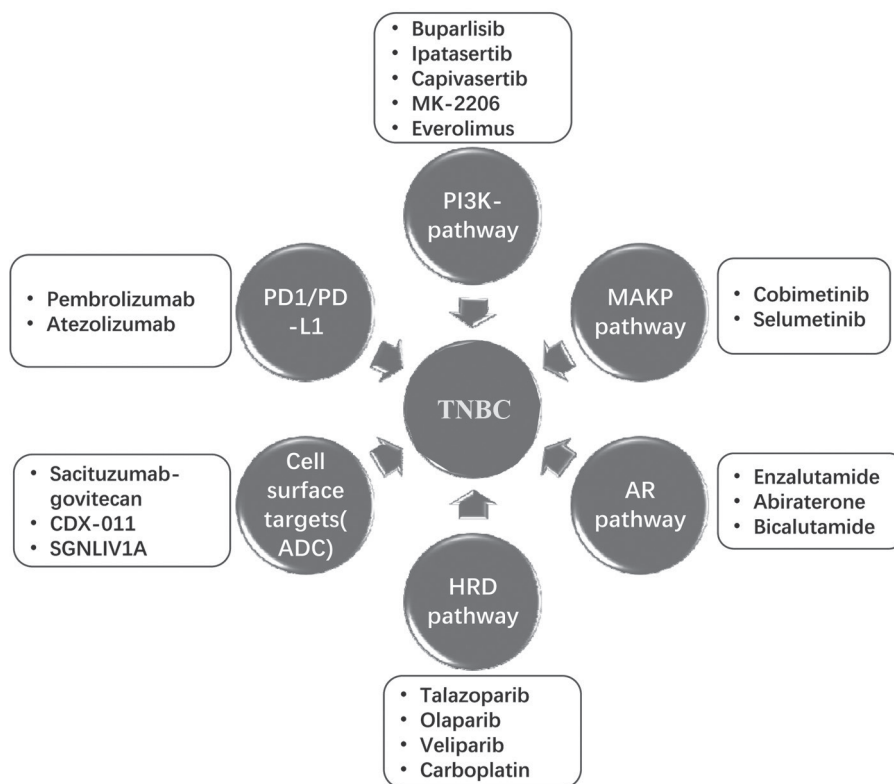 • Buparlisib
• Ipatasertib
• Capivasertib
• MK-2206
• Everolimus
PI3K-
pathway
• Pembrolizumab
• Atezolizumab
PD1/PD
-L1
MAKP
pathway
• Cobimetinib
• Selumetinib
TNBC
• Sacituzumab-
govitecan
• CDX-011
• SGNLIV1A
Cell
surface
targets(
ADC)
AR
pathway
• Enzalutamide
• Abiraterone
• Bicalutamide
HRD
pathway
• Talazoparib
• Olaparib
• Veliparib
• Carboplatin